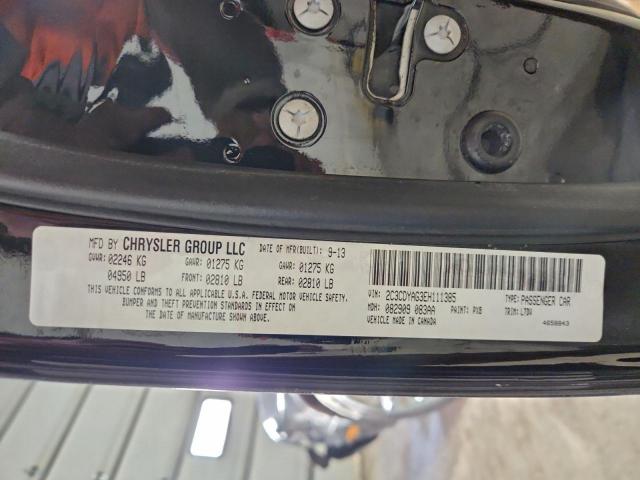 MFD BY CHRYSLER GROUP LLC DATE OF MFR(BUILT): 9-13
GVWR: 02246 KG GAWR: 01275 KG GAWR: 01275 KG
04950 LB FRONT: 02810 LB REAR: 02810 LB
THIS VEHICLE CONFORMS TO ALL APPLICABLE U.S.A. FEDERAL MOTOR VEHICLE SAFETY,
BUMPER AND THEFT PREVENTION STANDARDS IN EFFECT ON
THE DATE OF MANUFACTURE SHOWN ABOVE.
VIN: 2C3CDYAG3EH111385 TYPE: PASSENGER CAR
MDH: 082909 083AA PAINT: PXB TRIM: L7DV
VEHICLE MADE IN CANADA 4658843